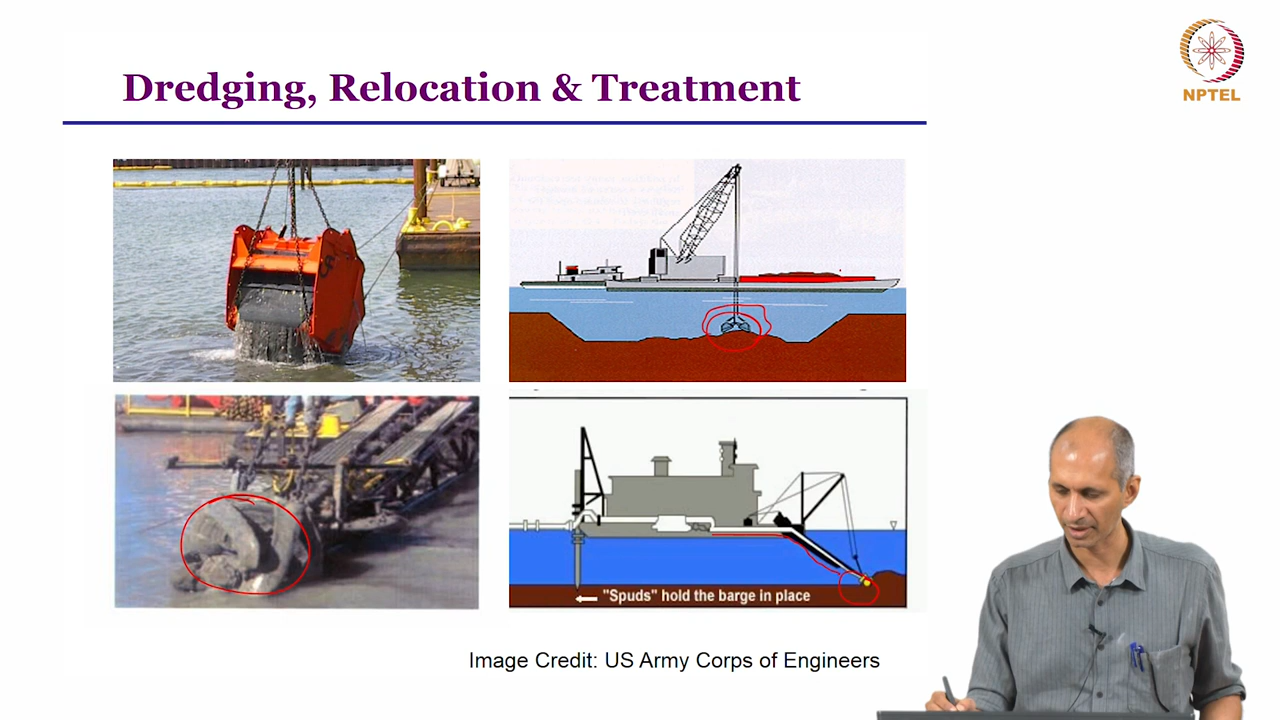 Dredging, Relocation & Treatment
NPTEL
"Spuds" hold the barge in place
Image Credit: US Army Corps of Engineers